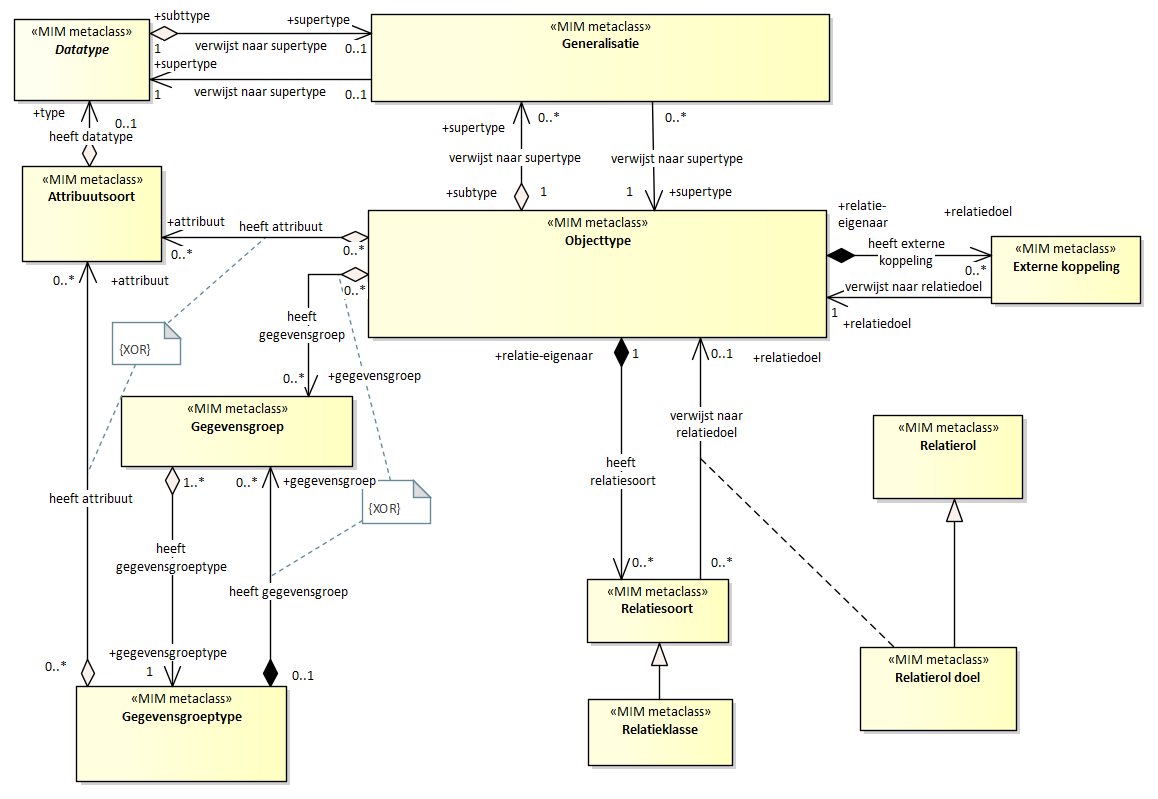 «MIM metaclass»
Datatype
+subttype
+supertype
1
verwijst naar supertype
0..1
+supertype
1
verwijst naar supertype
0..1
«MIM metaclass»
Generalisatie
+type
0..1
heeft datatype
+supertype
0..*
verwijst naar supertype
+subtype
1
0..*
verwijst naar supertype
1
+supertype
«MIM metaclass»
Attribuutsoort
+attribuut
heeft attribuut
0..*
0..*
«MIM metaclass»
Objecttype
+relatie-
eigenaar
+relatiedoel
heeft externe
koppeling
0..*
verwijst naar relatiedoel
1
+relatiedoel
«MIM metaclass»
Externe koppeling
0..*
+attribuut
0..*
heeft
gegevensgroep
{XOR}
0..*
+gegevensgroep
+relatie-eigenaar
1
0..1
+relatiedoel
«MIM metaclass»
Gegevensgroep
verwijst naar
relatiedoel
«MIM metaclass»
Relatierol
heeft
relatiesoort
1..*
0..*
+gegevensgroep
heeft attribuut
{XOR}
heeft
gegevensgroeptype
heeft gegevensgroep
0..*
0..*
«MIM metaclass»
Relatiesoort
+gegevensgroeptype
0..*
1
0..1
«MIM metaclass»
Relatierol doel
«MIM metaclass»
Gegevensgroeptype
«MIM metaclass»
Relatieklasse